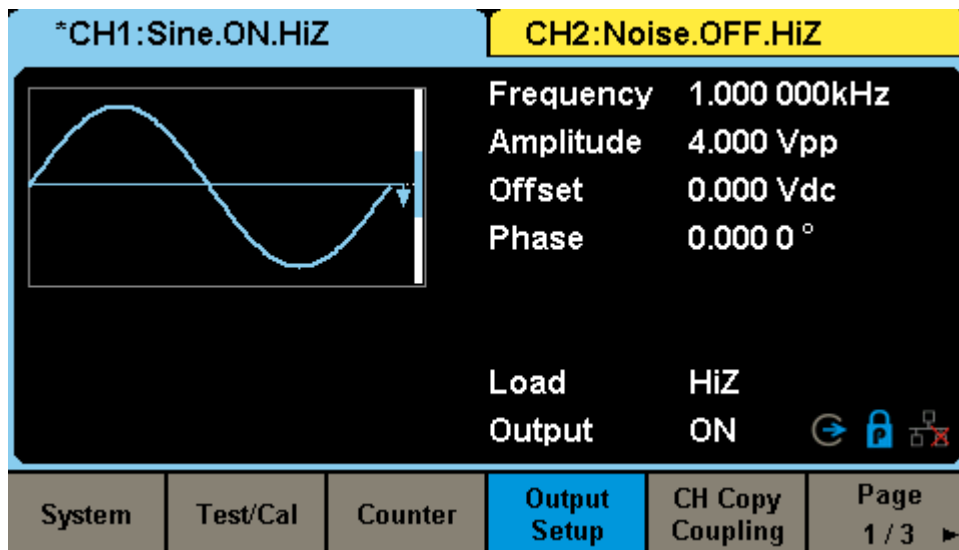 *CH1:Sine.ON.HiZ
CH2:Noise.OFF.HiZ
Frequency 1.000 000kHz
Amplitude 4.000 Vpp
Offset 0.000 Vdc
Phase 0.000 0 °
Load HiZ
Output ON
P
System
Test/Cal
Counter
Output
Setup
CH Copy
Coupling
Page
1 / 3 ►